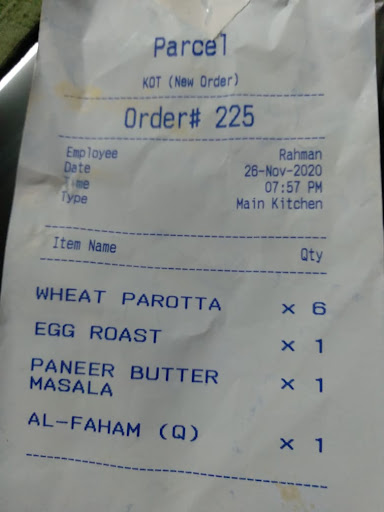 Parcel
KOT (New Order)
Order# 225
Employee Rahman
Date 26-Nov-2020
Time 07:57 PM
Type Main Kitchen
Item Name Qty
WHEAT PAROTTA x 6
EGG ROAST x 1
PANEER BUTTER x 1
MASALA
AL-FAHAM (Q) x 1